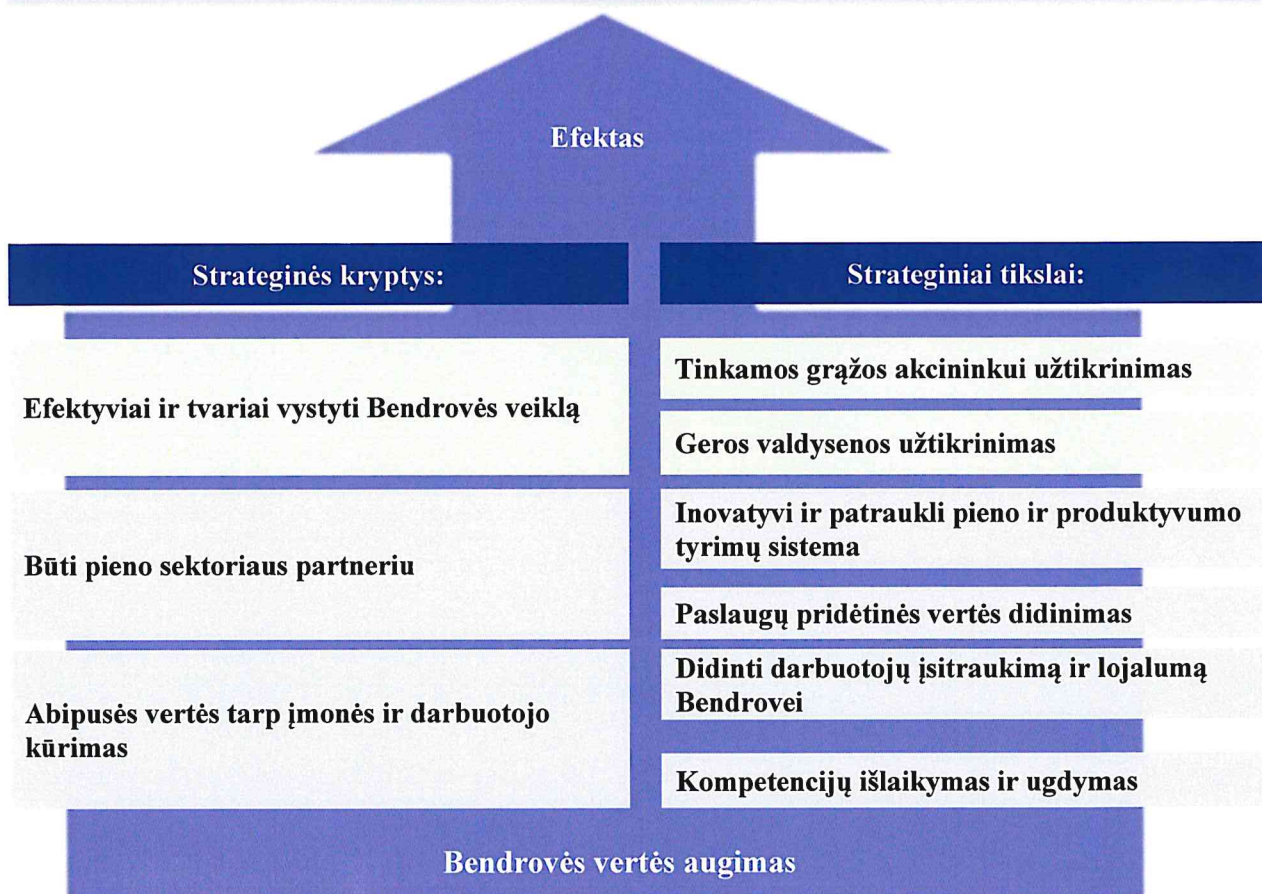 Efektas
Strateginės kryptys:
Strateginiai tikslai:
Efektyviai ir tvariai vystyti Bendrovės veiklą
Tinkamos grąžos akcininkui užtikrinimas
Geros valdysenos užtikrinimas
Būti pieno sektoriaus partneriu
Inovatyvi ir patraukli pieno ir produktyvumo
tyrimų sistema
Paslaugų pridėtinės vertės didinimas
Abipusės vertės tarp įmonės ir darbuotojo
kūrimas
Didinti darbuotojų įsitraukimą ir lojalumą
Bendrovei
Kompetencijų išlaikymas ir ugdymas
Bendrovės vertės augimas